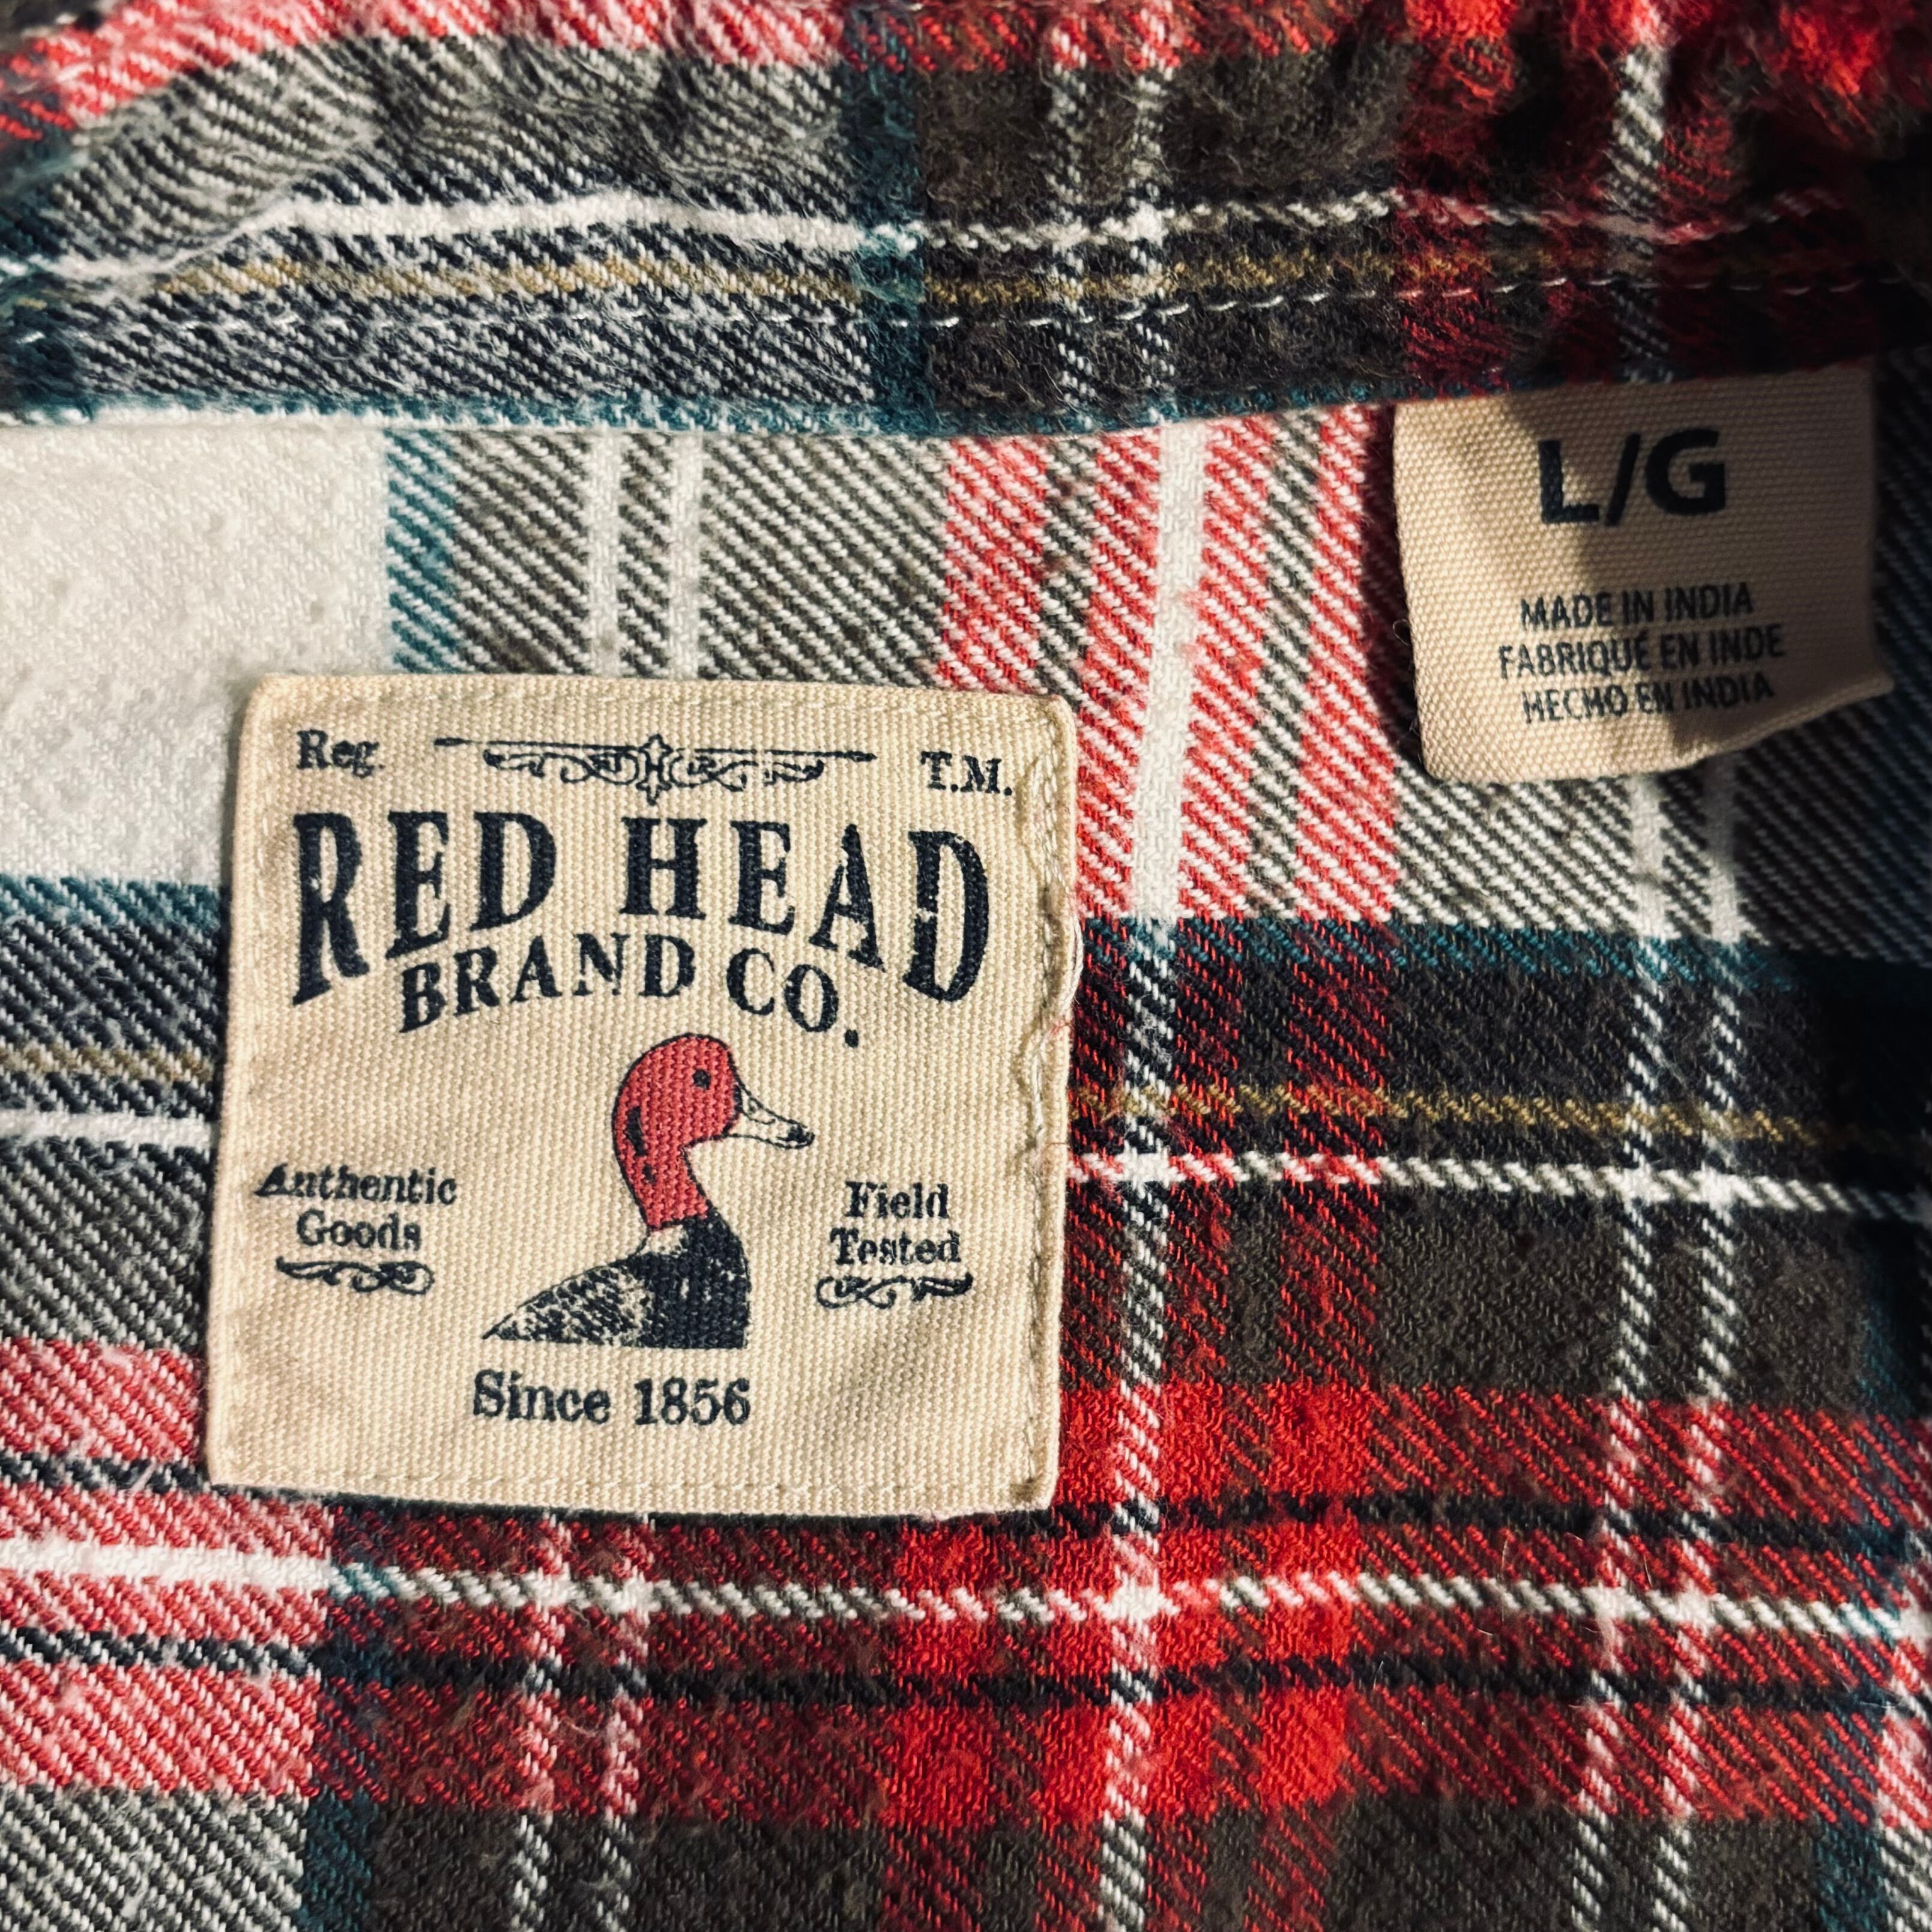 L/G
MADE IN INDIA
FABRIQUÉ EN INDE
HECHO EN INDIA
Reg. T.M.
RED HEAD
BRAND CO.
Authentic
Goods
Field
Tested
Since 1856